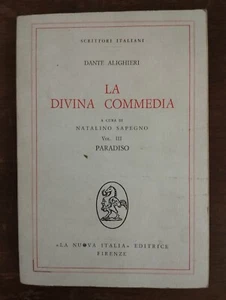 SCRITTORI ITALIANI
DANTE ALIGHIERI
LA
DIVINA COMMEDIA
A CURA DI
NATALINO SAPEGNO
VOL. III
PARADISO
«LA NUOVA ITALIA» EDITRICE
FIRENZE